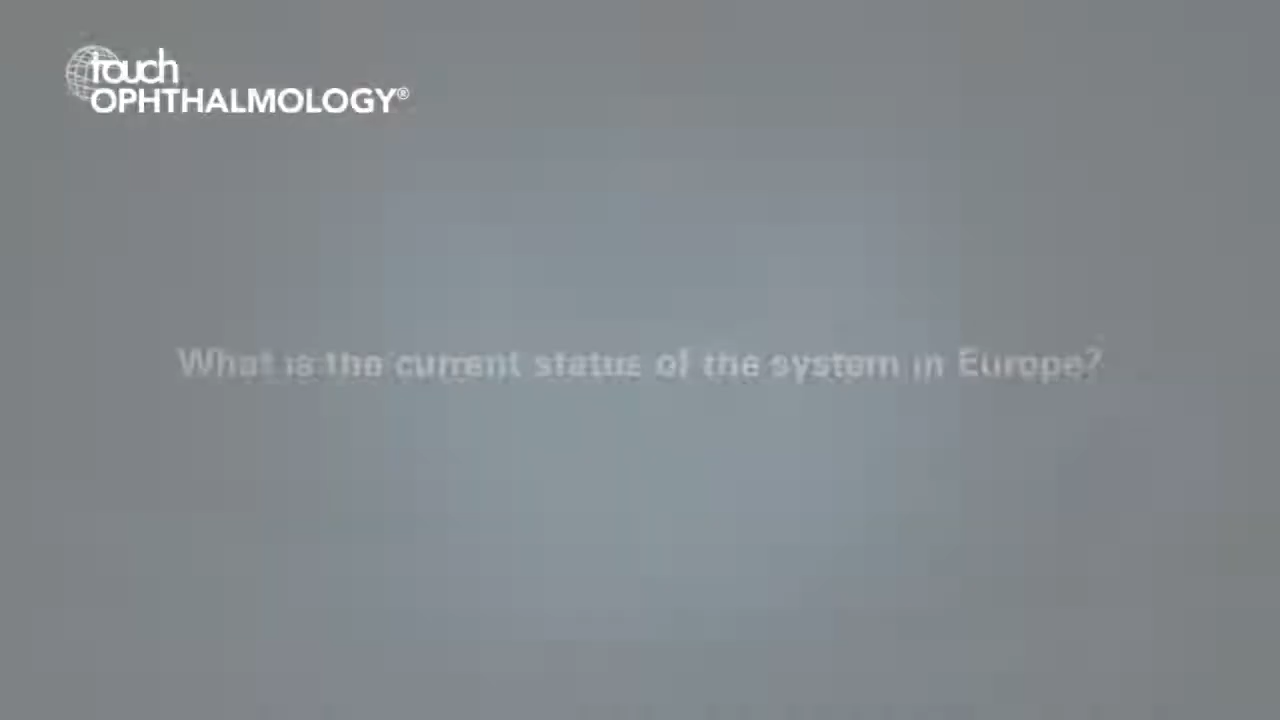 touch
OPHTHALMOLOGY®
What is the current status of the system in Europe?